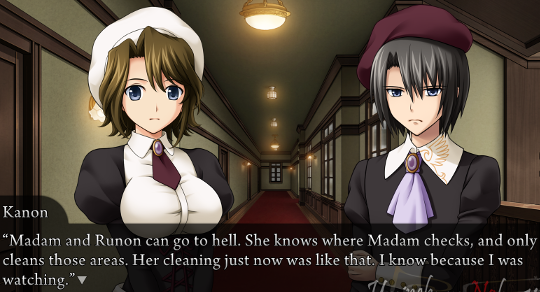 Kanon
“Madam and Runon can go to hell. She knows where Madam checks, and only
cleans those areas. Her cleaning just now was like that. I know because I was
watching.”